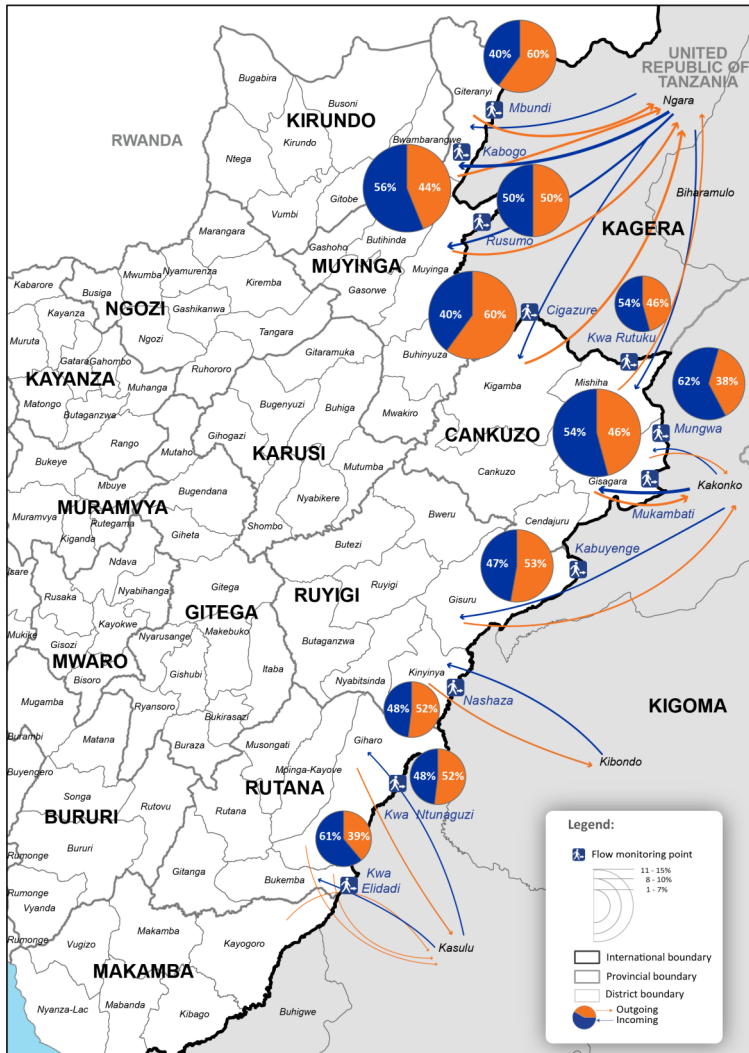 40% 60%
UNITED
REPUBLIC OF
TANZANIA
Bugabira
Giteranyi
Ngara
Busoni
Mbundi
KIRUNDO
RWANDA
Kirundo
Bwambarangwe
Ntega
Kabogo
56% 44%
50% 50%
Biharamulo
Gitobe
Vumbi
Rusumo
KAGERA
Marangara
Gashoho
Butihinda
MUYINGA
Muyinga
Mwumba
Nyamurenza
Kabarore
Busiga
Kiremba
Gasorwe
NGOZI
Gashikanwa
Kayanza
Cigazure
54% 46%
Kwa Rutuku
40% 60%
Muruta
Ngozi
Tangara
Gitaramuka
Buhinyuza
Gatara
Gahombo
KAYANZA
Ruhororo
Muhanga
Kigamba
Mishiha
62% 38%
Matongo
Butaganzwa
Bugenyuzi
Buhiga
Mwakiro
Mungwa
Rango
Gihogazi
CANKUZO
54% 46%
Mutaho
KARUSI
Bukeye
Mutumba
Cankuzo
Mbuye
Bugendana
Nyabikere
Gisagara
Kakonko
MURAMVYA
Muramvya
Rutegama
Bweru
Mukambati
Kiganda
Giheta
Shombo
Cendajuru
Butezi
Kabuyenge
Ndava
47% 53%
Isare
Rusaka
Nyabihanga
Gitega
RUYIGI
Ruyigi
Gisuru
Kayokwe
GITEGA
Mukike
Nyarusange
Makebuko
Butaganzwa
Gisozi
MWARO
Gishubi
Itaba
Kinyinya
Bisoro
Nyabitsinda
Nashaza
Mugamba
Ryansoro
KIGOMA
Bukirasazi
48% 52%
Burambi
Matana
Buraza
Musongati
Giharo
Kibondo
Buyengero
Mpinga-Kayove
48% 52%
RUTANA
Songa
Rutovu
Rutana
Kwa Ntunaguzi
BURURI
61% 39%
Bururi
Rumonge
Gitanga
Bukemba
Kwa
Elidadi
Rumonge
Vyanda
Makamba
Kayogoro
Rumonge
Vugizo
Kasulu
MAKAMBA
Nyanza-Lac
Mabanda
Kibago
Buhigwe
Legend:
Flow monitoring point
11 - 15%
8 - 10%
1 - 7%
International boundary
Provincial boundary
District boundary
Outgoing
Incoming